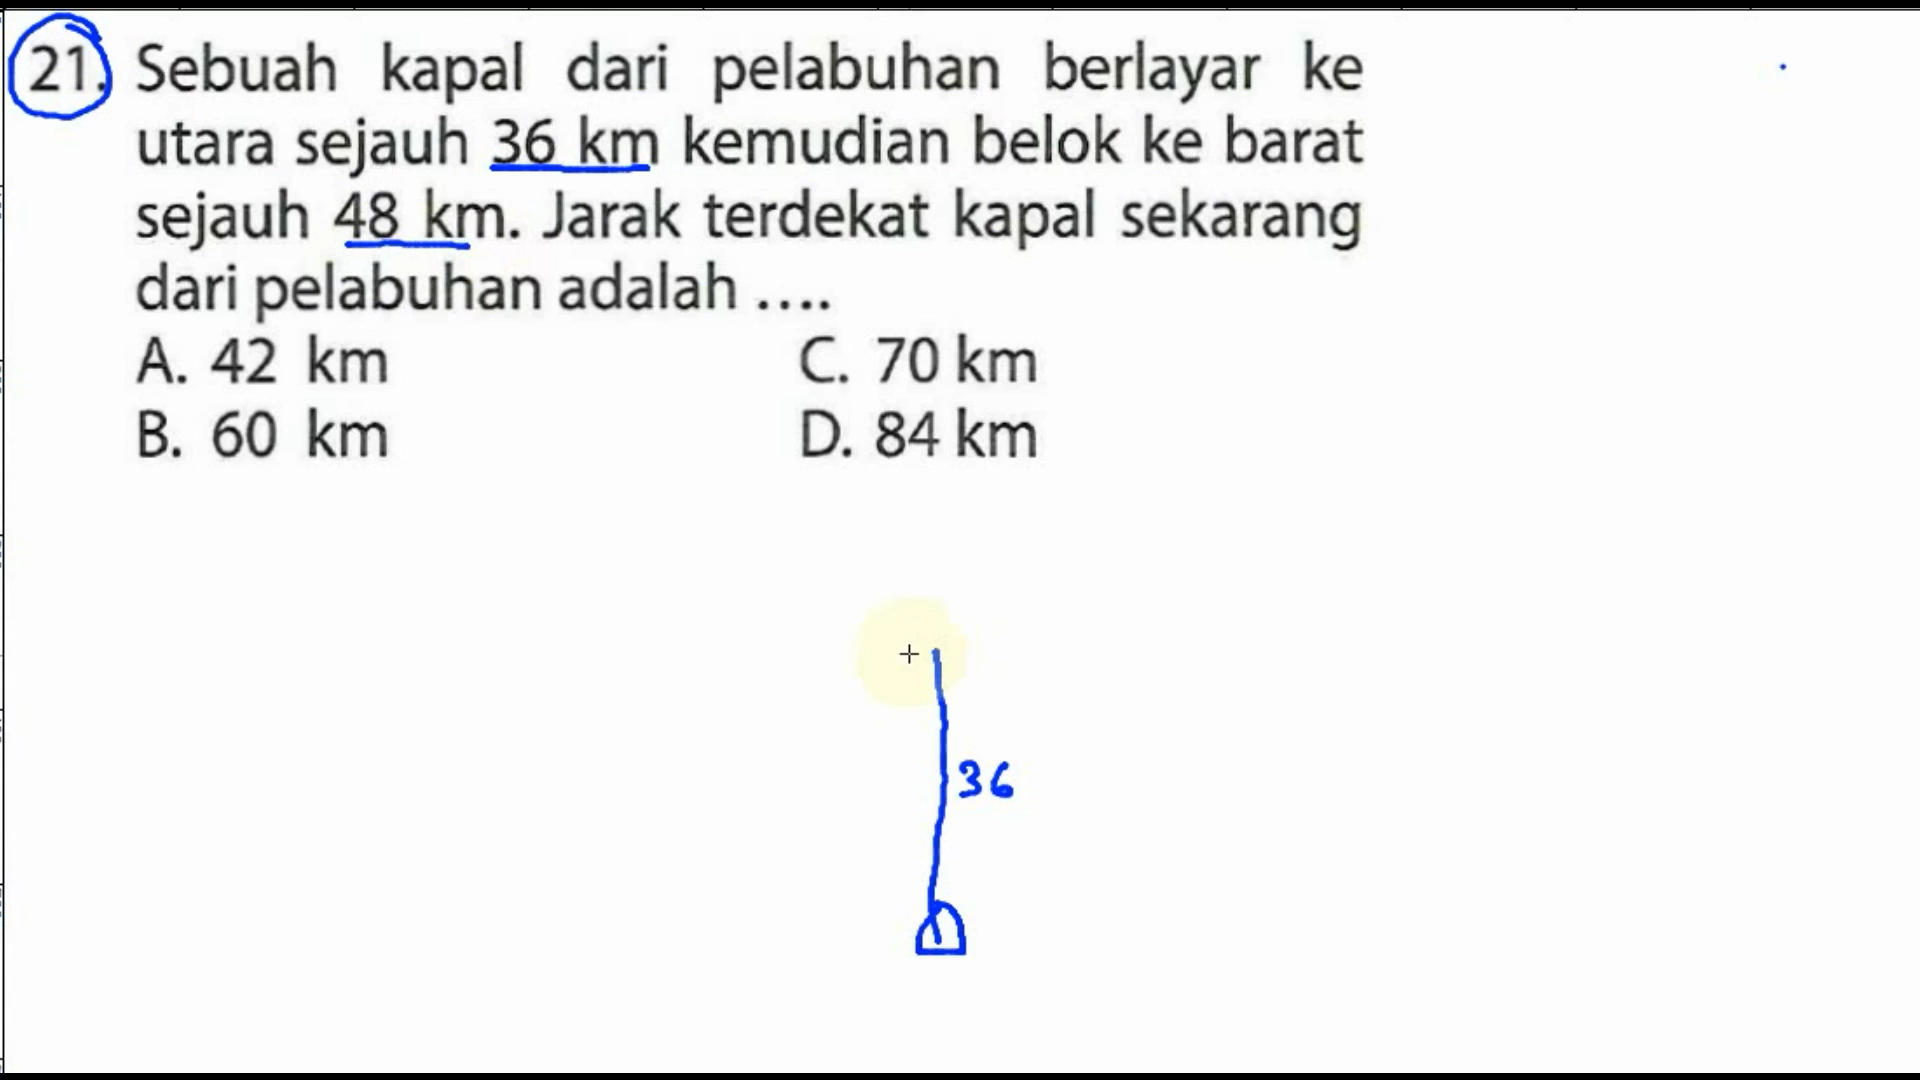 21. Sebuah kapal dari pelabuhan berlayar ke
utara sejauh 36 km kemudian belok ke barat
sejauh 48 km. Jarak terdekat kapal sekarang
dari pelabuhan adalah ....
A. 42 km
B. 60 km
C. 70 km
D. 84 km
36